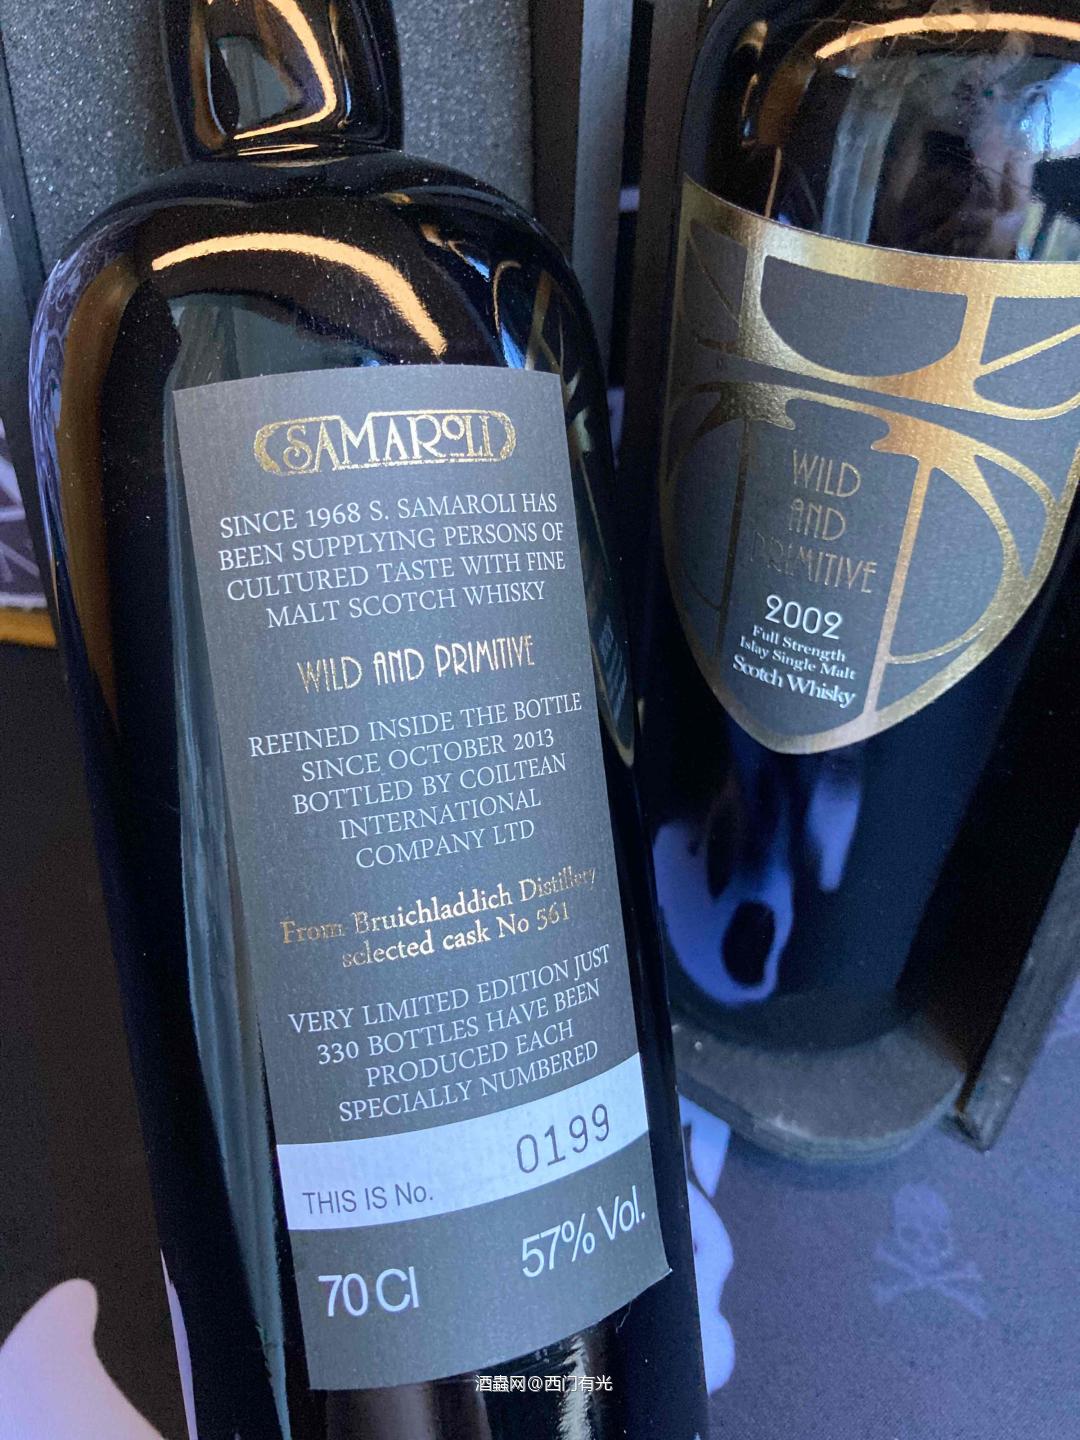 SAMAROLI
SINCE 1968 S. SAMAROLI HAS
BEEN SUPPLYING PERSONS OF
CULTURED TASTE WITH FINE
MALT SCOTCH WHISKY
WILD AND PRIMITIVE
REFINED INSIDE THE BOTTLE
SINCE OCTOBER 2013
BOTTLED BY COILTEAN
INTERNATIONAL
COMPANY LTD
From Bruichladdich Distillery
selected cask No 561
VERY LIMITED EDITION JUST
330 BOTTLES HAVE BEEN
PRODUCED EACH
SPECIALLY NUMBERED
THIS IS No. 0199
70Cl 57% Vol.
WILD
AND
PRIMITIVE
2002
Full Strength
Islay Single Malt
Scotch Whisky
酒蟲网@西门有光